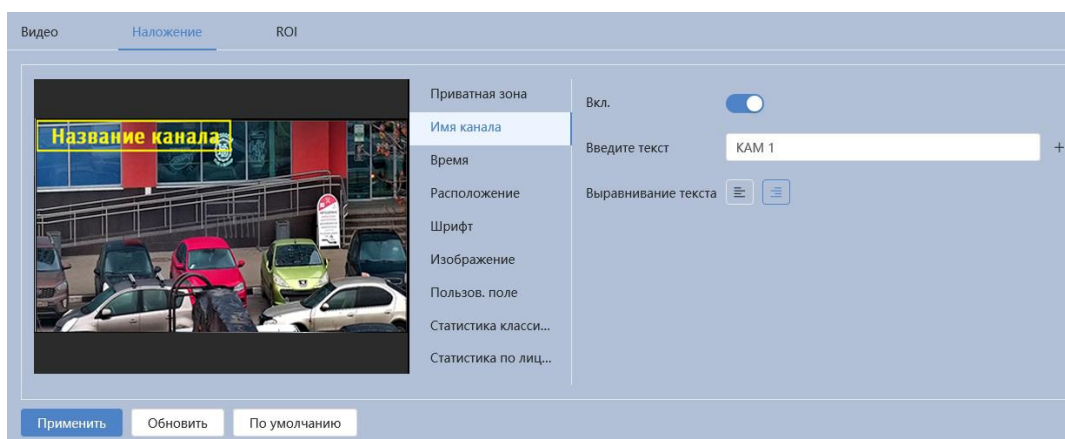 Видео Наложение ROI
Название канала
Приватная зона
Имя канала
Время
Расположение
Шрифт
Изображение
Пользов. поле
Статистика класси...
Статистика по лиц...
Вкл.
Введите текст КАМ 1 +
Выравнивание текста
Применить Обновить По умолчанию